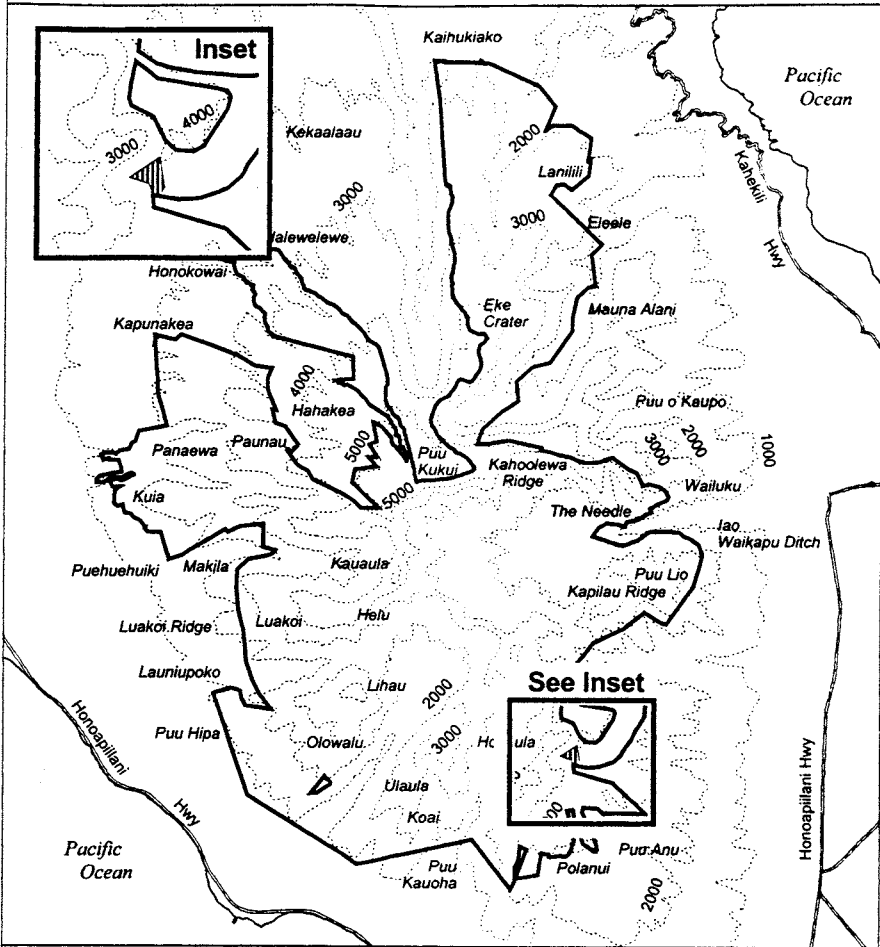 Inset
4000
3000
Kaihukiako
Pacific
Ocean
Kekaalaau
2000
Lanilili
Kahekili
Hwy
3000
3000
Eleele
Honokowai
Eke
Crater
Mauna Alani
Kapunakea
4000
Hahakea
Puu o Kaupo
Panaewa
Paunau
5000
Puu
Kukui
Kahoolewa
Ridge
3000
2000
1000
Wailuku
Kuia
5000
The Needle
Iao
Waikapu Ditch
Puehuehuiki
Makila
Kauaula
Puu Lio
Kapilau Ridge
Luakoi Ridge
Luakoi
Helu
Launiupoko
Lihau
2000
See Inset
Honoapiilani
Hwy
Puu Hipa
Olowalu
3000
Ulaula
Koai
Honoapiilani Hwy
Pacific
Ocean
Puu
Kauoha
Polanui
Puu Anu
2000